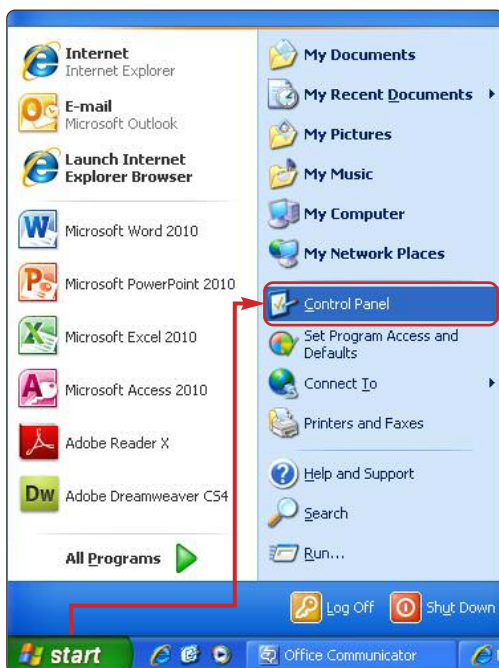 Internet
Internet Explorer
E-mail
Microsoft Outlook
Launch Internet
Explorer Browser
Microsoft Word 2010
Microsoft PowerPoint 2010
Microsoft Excel 2010
Microsoft Access 2010
Adobe Reader X
Dw
Adobe Dreamweaver CS4
All Programs
My Documents
My Recent Documents
My Pictures
My Music
My Computer
My Network Places
Control Panel
Set Program Access and
Defaults
Connect To
Printers and Faxes
Help and Support
Search
Run...
Log Off
Shut Down
start
Office Communicator